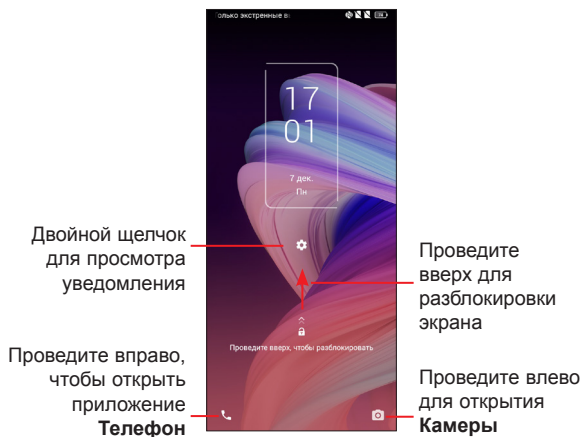 олько экстренные в
17
01
7 дек.
Пн
Двойной щелчок
для просмотра
уведомления
Проведите
вверх для
разблокировки
экрана
Проведите вверх, чтобы разблокировать
Проведите вправо,
чтобы открыть
приложение
Телефон
Проведите влево
для открытия
Камеры